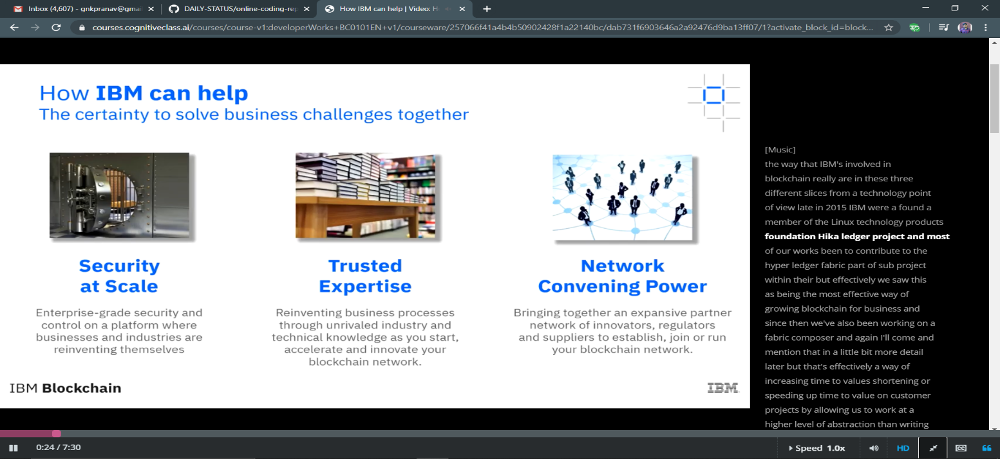 Inbox (4,607) - gnkpranav@gmai
DAILY-STATUS/online-coding-rep
How IBM can help | Video: H
courses.cognitiveclass.ai/courses/course-v1:developerWorks+BC0101EN+v1/courseware/257066f41a4b4b50902428f1a22140bc/dab731f6903646a2a92476d9ba13ff07/1?activate_block_id=block...
How IBM can help
The certainty to solve business challenges together
Security
at Scale
Enterprise-grade security and
control on a platform where
businesses and industries are
reinventing themselves
Trusted
Expertise
Reinventing business processes
through unrivaled industry and
technical knowledge as you start,
accelerate and innovate your
blockchain network.
Network
Convening Power
Bringing together an expansive partner
network of innovators, regulators
and suppliers to establish, join or run
your blockchain network.
IBM Blockchain
IBM
[Music]
the way that IBM's involved in
blockchain really are in these three
different slices from a technology point
of view late in 2015 IBM were a found a
member of the Linux technology products
foundation Hika ledger project and most
of our works been to contribute to the
hyper ledger fabric part of sub project
within their but effectively we saw this
as being the most effective way of
growing blockchain for business and
since then we've also been working on a
fabric composer and again I'll come and
mention that in a little bit more detail
later but that's effectively a way of
increasing time to values shortening or
speeding up time to value on customer
projects by allowing us to work at a
higher level of abstraction than writing
0:24 / 7:30
Speed 1.0x
HD
CC